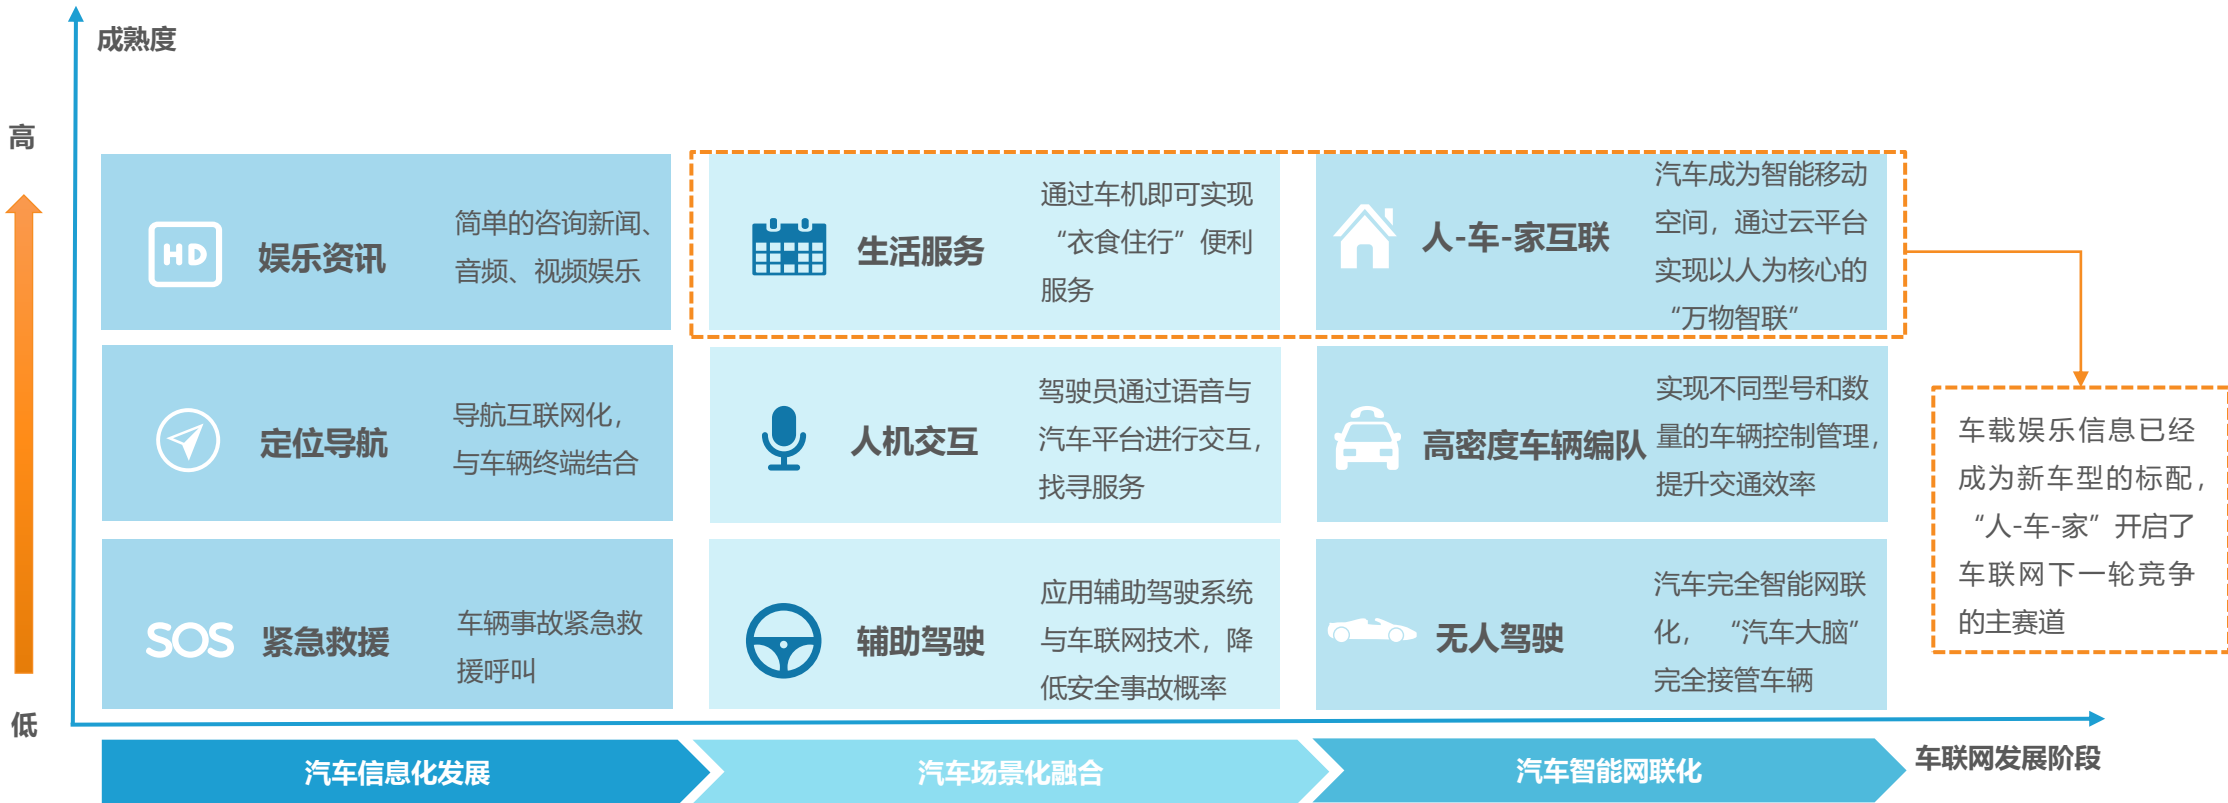 成熟度
高
HD
娱乐资讯
简单的咨询新闻、
音频、视频娱乐
生活服务
通过车机即可实现
“衣食住行”便利
服务
人-车-家互联
汽车成为智能移动
空间，通过云平台
实现以人为核心的
“万物智联”
定位导航
导航互联网化，
与车辆终端结合
人机交互
驾驶员通过语音与
汽车平台进行交互，
找寻服务
高密度车辆编队
实现不同型号和数
量的车辆控制管理，
提升交通效率
车载娱乐信息已经
成为新车型的标配，
“人-车-家”开启了
车联网下一轮竞争
的主赛道
SOS
紧急救援
车辆事故紧急救
援呼叫
辅助驾驶
应用辅助驾驶系统
与车联网技术，降
低安全事故概率
无人驾驶
汽车完全智能网联
化，“汽车大脑”
完全接管车辆
低
汽车信息化发展
汽车场景化融合
汽车智能网联化
车联网发展阶段